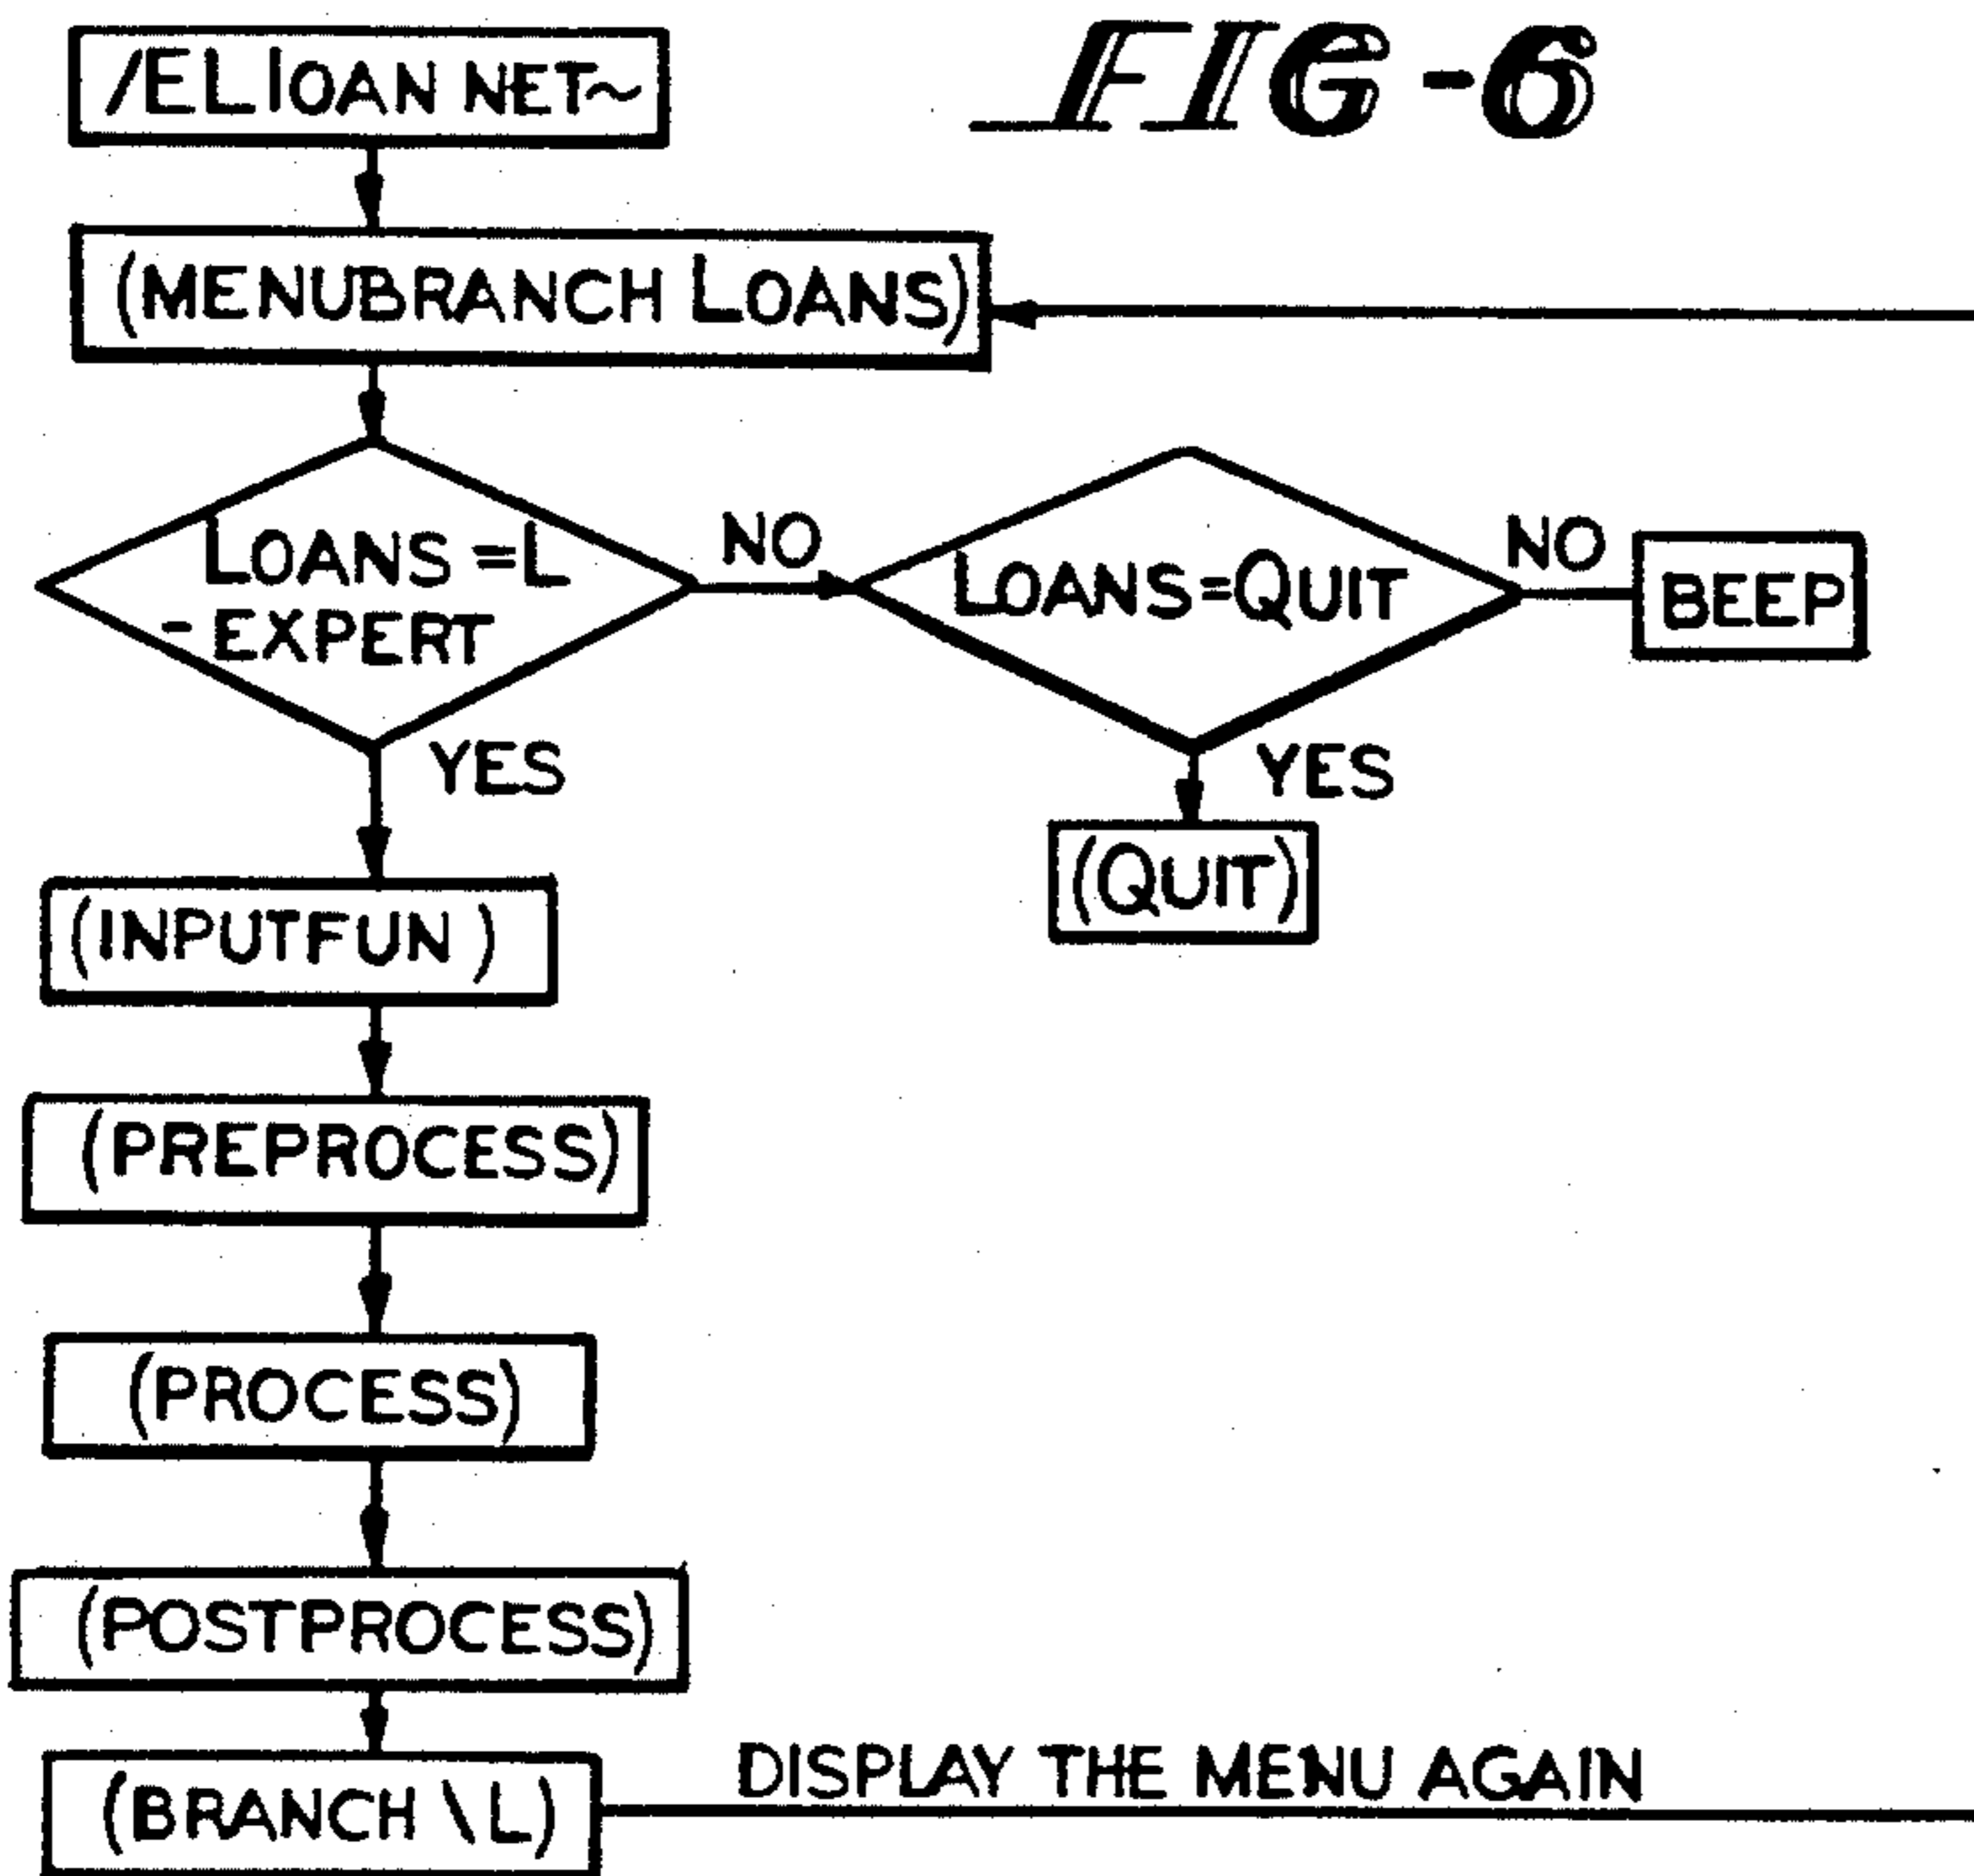 FIG-6
/ELIOAN NET~
(MENUBRANCH LOANS)
LOANS =L
- EXPERT
NO
LOANS=QUIT
NO
BEEP
YES
YES
(QUIT)
(INPUTFUN )
(PREPROCESS)
(PROCESS)
(POSTPROCESS)
DISPLAY THE MENU AGAIN
(BRANCH \L)